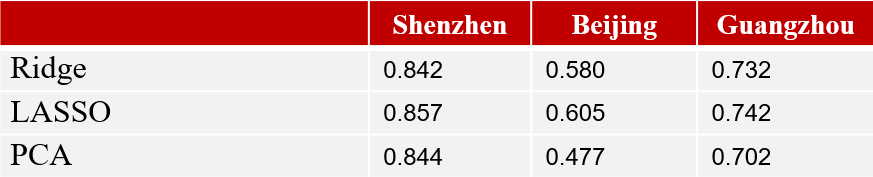 Shenzhen Beijing Guangzhou
Ridge 0.842 0.580 0.732
LASSO 0.857 0.605 0.742
PCA 0.844 0.477 0.702